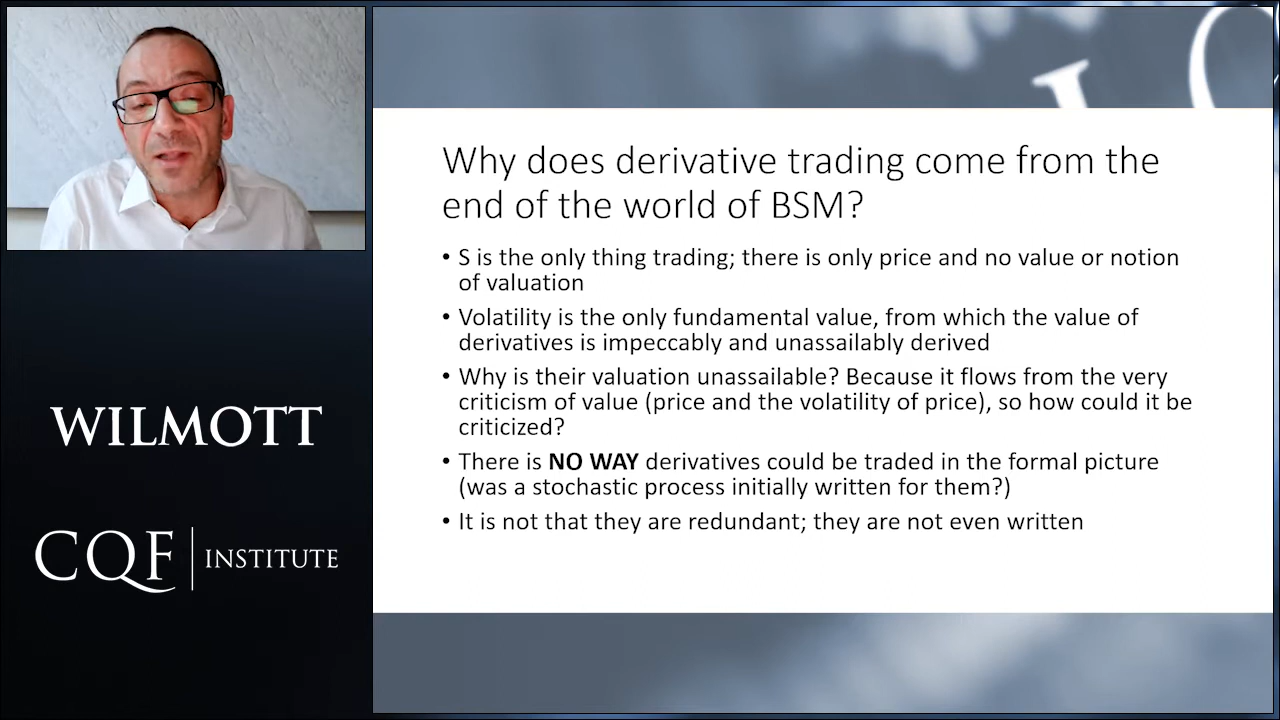 Why does derivative trading come from the
end of the world of BSM?
• S is the only thing trading; there is only price and no value or notion
of valuation
• Volatility is the only fundamental value, from which the value of
derivatives is impeccably and unassailably derived
• Why is their valuation unassailable? Because it flows from the very
criticism of value (price and the volatility of price), so how could it be
criticized?
• There is NO WAY derivatives could be traded in the formal picture
(was a stochastic process initially written for them?)
• It is not that they are redundant; they are not even written
WILMOTT
CQF INSTITUTE